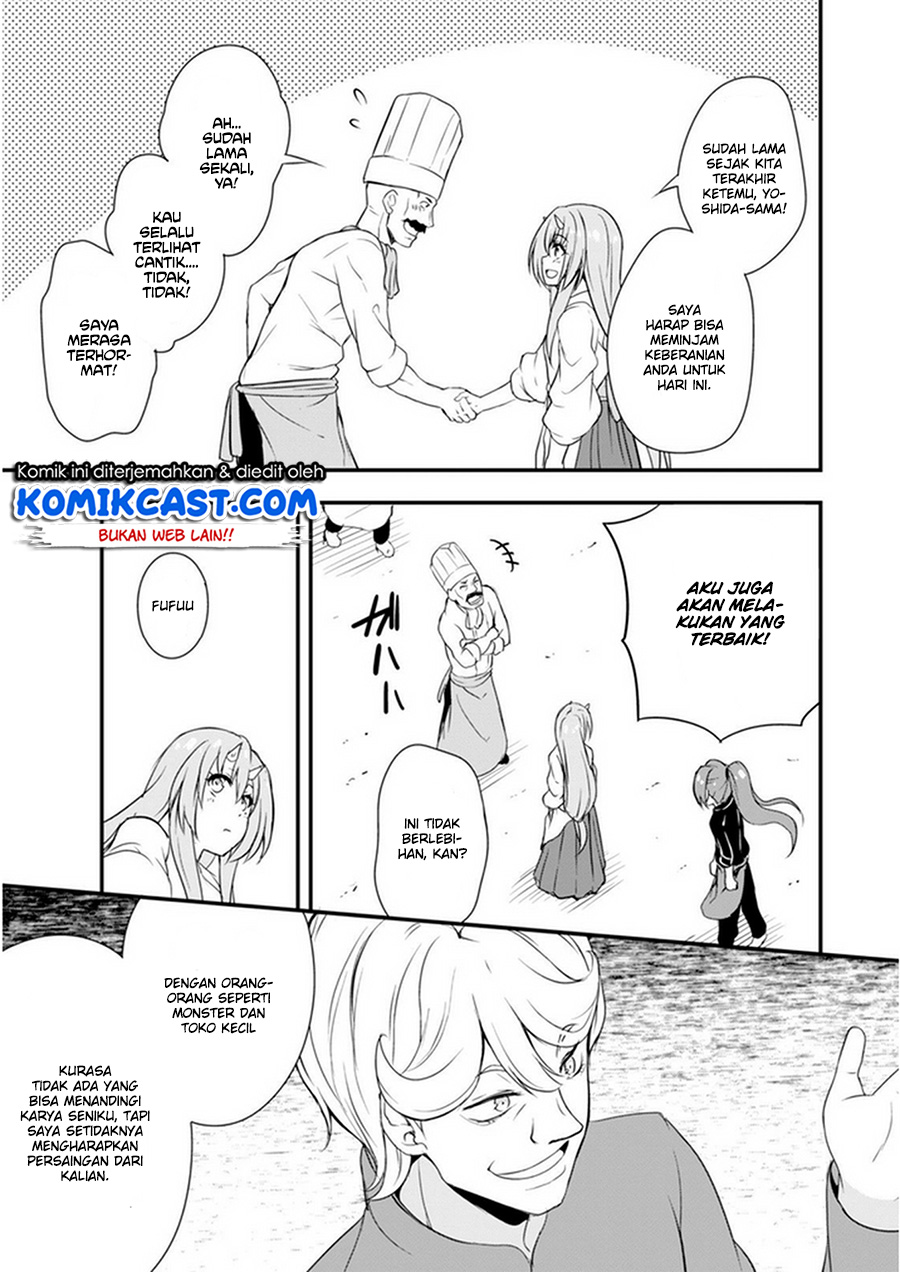 SUDAH LAMA
SEJAK KITA
TERAKHIR
KETEMU, YO-
SHIDA-SAMA!
SAYA
HARAP BISA
MEMINJAM
KEBERANIAN
ANDA UNTUK
HARI INI.
AH...
SUDAH
LAMA
SEKALI,
YA!
KAU
SELALU
TERLIHAT
CANTIK....
TIDAK,
TIDAK!
SAYA
MERASA
TERHOR-
MAT!
Komik ini diterjemahkan & diedit oleh
KOMIKCAST.COM
BUKAN WEB LAIN!!
AKU JUGA
AKAN MELA-
KUKAN YANG
TERBAIK!
ガハハ
INI TIDAK
BERLEBI-
HAN, KAN?
FUFUU
DENGAN ORANG-
ORANG SEPERTI
MONSTER DAN
TOKO KECIL
KURASA
TIDAK ADA YANG
BISA MENANDINGI
KARYA SENIKU, TAPI
SAYA SETIDAKNYA
MENGHARAPKAN
PERSAINGAN DARI
KALIAN.